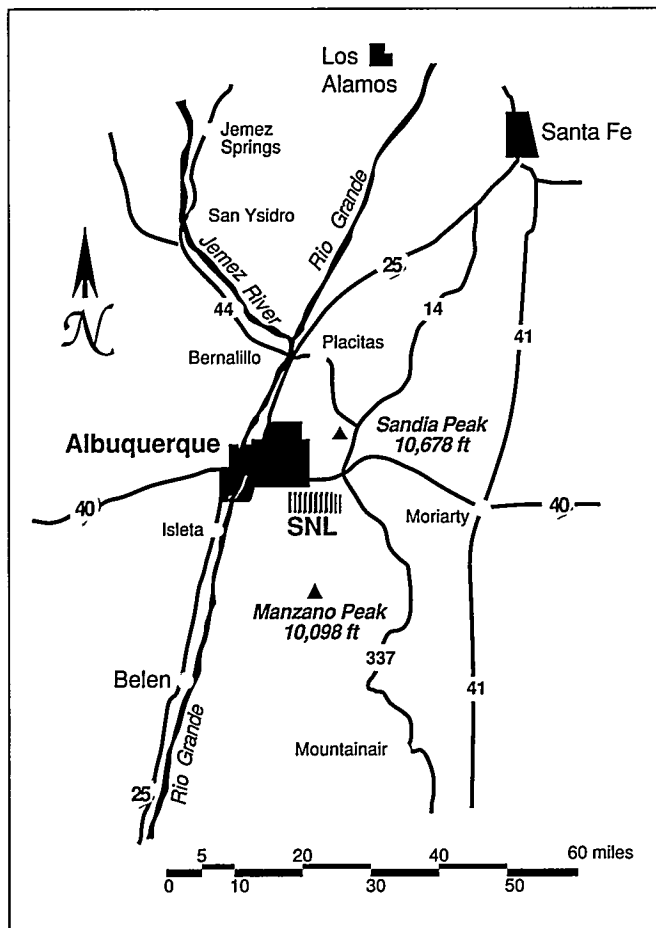 Los
Alamos
Santa Fe
Jemez
Springs
San Ysidro
Rio Grande
Jemez River
25
44
14
N
41
Bernalillo
Placitas
Albuquerque
Sandia Peak
10,678 ft
40
SNL
Isleta
Moriarty
40
Manzano Peak
10,098 ft
337
Belen
41
Rio Grande
Mountainair
25
5 20 40 60 miles
0 10 30 50